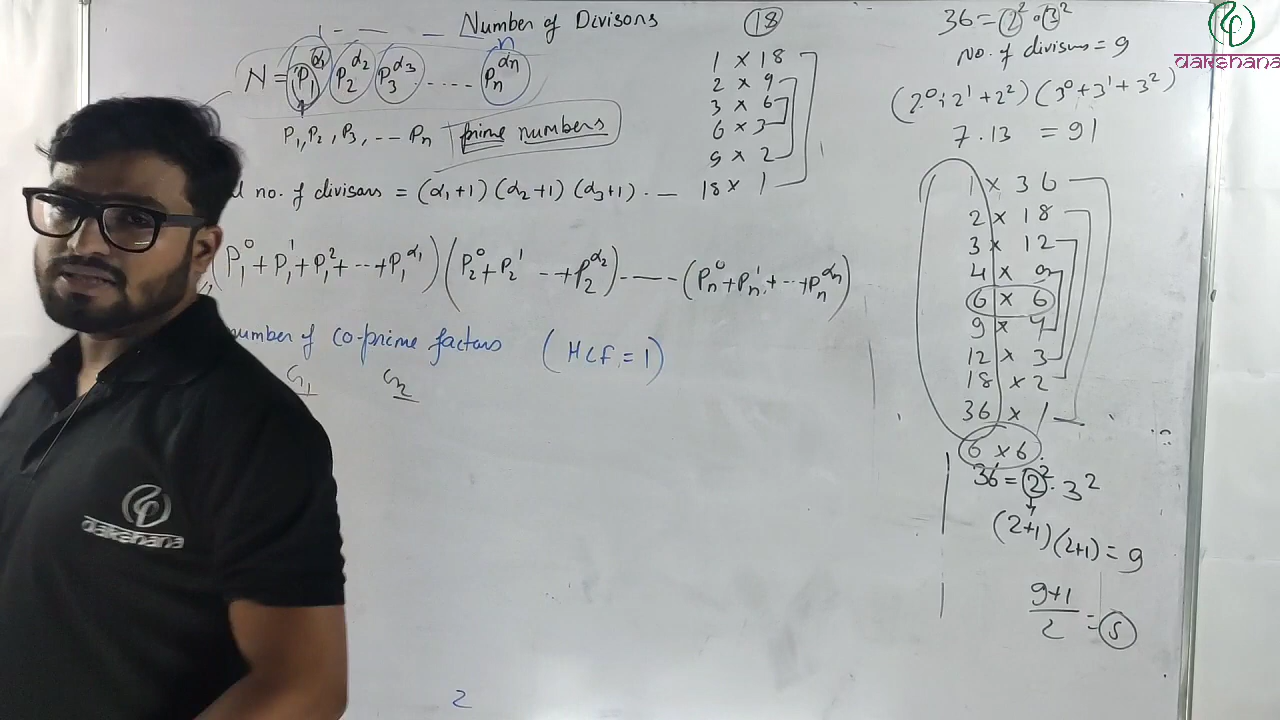 Number of Divisors
N = P₁^α₁ P₂^α₂ P₃^α₃ .... Pₙ^αₙ
n
P₁, P₂, P₃, -- Pₙ prime numbers
no. of divisors = (α₁+1) (α₂+1) (α₃+1) . —
(P₁⁰ + P₁¹ + P₁² + ... + P₁^α₁) (P₂⁰ + P₂¹ -- + P₂^α₂) —— (Pₙ⁰ + Pₙ¹ + ... + Pₙ^αₙ)
number of co-prime factors (HCF = 1)
G₁ G₂
2
18
1 × 18
2 × 9
3 × 6
6 × 3
9 × 2
18 × 1
36 = 2² · 3²
no. of divisors = 9
(2⁰ + 2¹ + 2²) (3⁰ + 3¹ + 3²)
7 . 13 = 91
1 × 36
2 × 18
3 × 12
4 × 9
6 × 6
9 × 4
12 × 3
18 × 2
36 × 1
6 × 6
36 = 2² · 3²
(2+1) (2+1) = 9
9+1
2 = 5
dakshana
dakshana